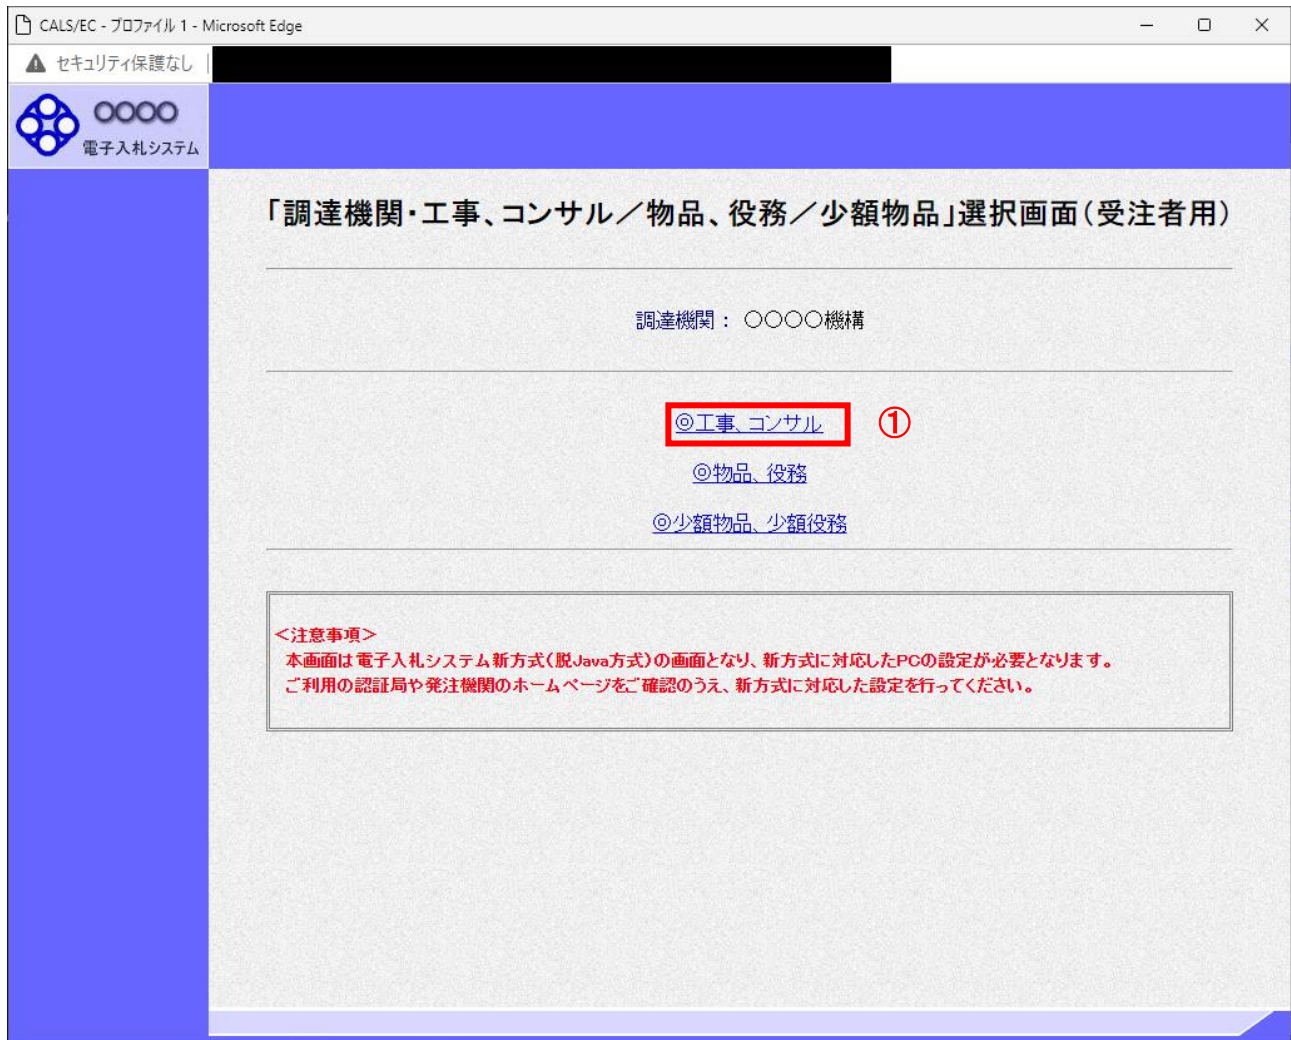 CALS/EC - プロファイル 1 - Microsoft Edge
セキュリティ保護なし
○○○○
電子入札システム
「調達機関・工事、コンサル／物品、役務／少額物品」選択画面(受注者用)
調達機関： ○○○○機構
◎工事、コンサル ①
◎物品、役務
◎少額物品、少額役務
＜注意事項＞
本画面は電子入札システム新方式(脱Java方式)の画面となり、新方式に対応したPCの設定が必要となります。
ご利用の認証局や発注機関のホームページをご確認のうえ、新方式に対応した設定を行ってください。